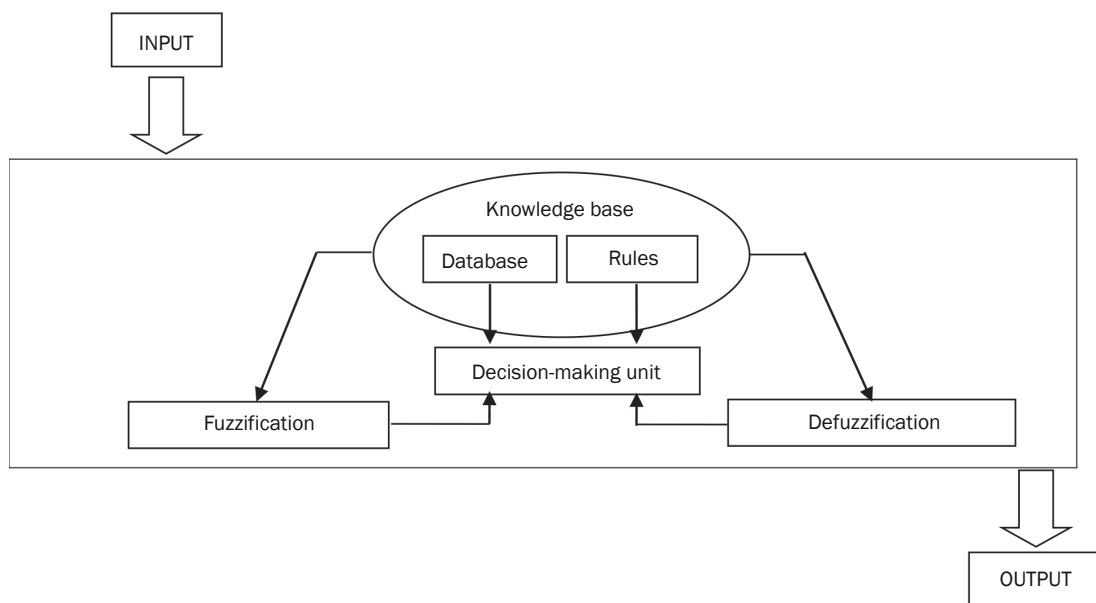 INPUT
Knowledge base
Database
Rules
Decision-making unit
Fuzzification
Defuzzification
OUTPUT